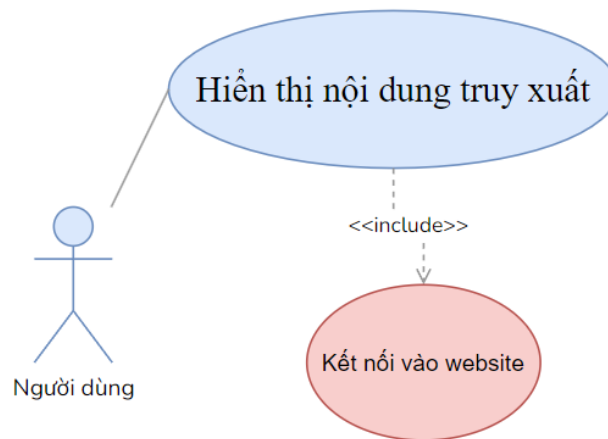 Hiển thị nội dung truy xuất
<<include>>
Kết nối vào website
Người dùng